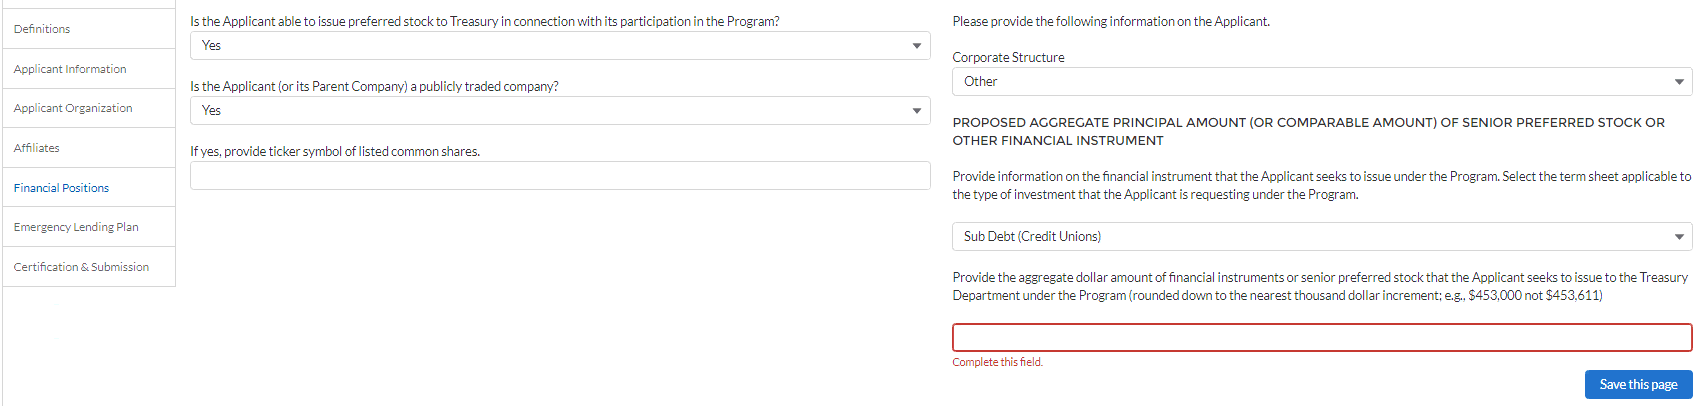 Definitions
Applicant Information
Applicant Organization
Affiliates
Financial Positions
Emergency Lending Plan
Certification & Submission
Is the Applicant able to issue preferred stock to Treasury in connection with its participation in the Program?
Yes
Is the Applicant (or its Parent Company) a publicly traded company?
Yes
If yes, provide ticker symbol of listed common shares.
Please provide the following information on the Applicant.
Corporate Structure
Other
PROPOSED AGGREGATE PRINCIPAL AMOUNT (OR COMPARABLE AMOUNT) OF SENIOR PREFERRED STOCK OR
OTHER FINANCIAL INSTRUMENT
Provide information on the financial instrument that the Applicant seeks to issue under the Program. Select the term sheet applicable to
the type of investment that the Applicant is requesting under the Program.
Sub Debt (Credit Unions)
Provide the aggregate dollar amount of financial instruments or senior preferred stock that the Applicant seeks to issue to the Treasury
Department under the Program (rounded down to the nearest thousand dollar increment; e.g., $453,000 not $453,611)
Complete this field.
Save this page